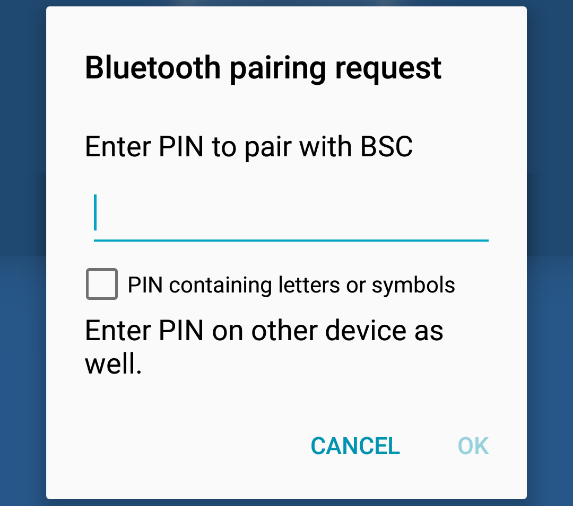 Bluetooth pairing request
Enter PIN to pair with BSC
PIN containing letters or symbols
Enter PIN on other device as
well.
CANCEL OK